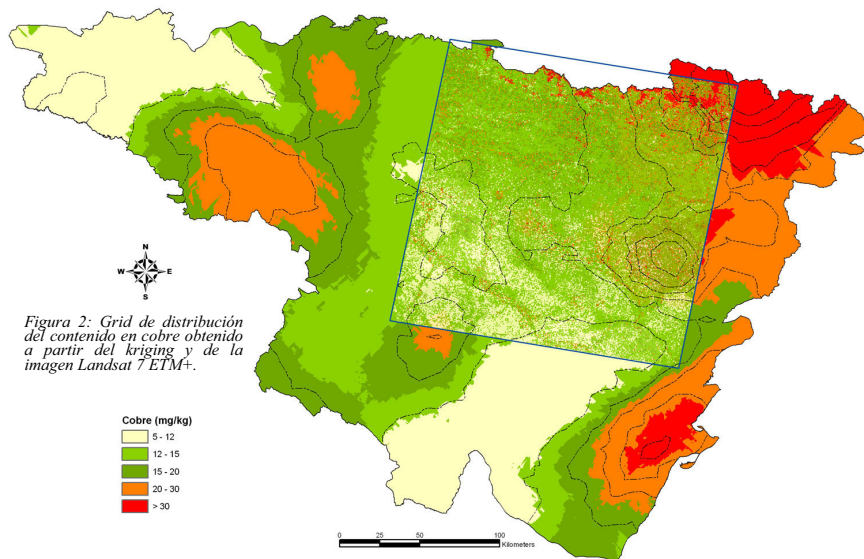 N
W E
S
Figura 2: Grid de distribución
del contenido en cobre obtenido
a partir del kriging y de la
imagen Landsat 7 ETM+.
Cobre (mg/kg)
5 - 12
12 - 15
15 - 20
20 - 30
> 30
0 25 50 100
Kilometers